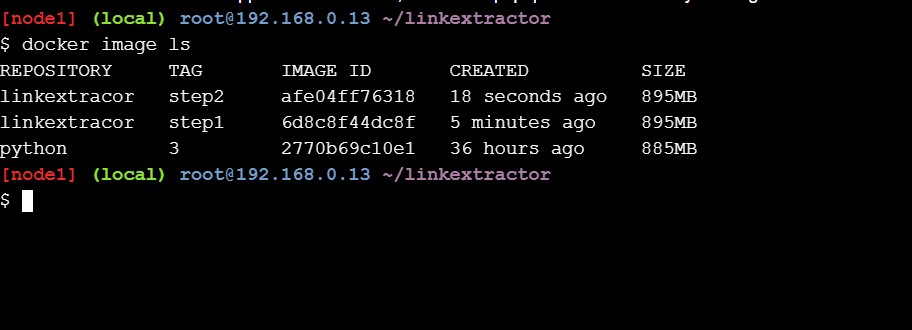 [node1] (local) root@192.168.0.13 ~/linkextractor
$ docker image ls
REPOSITORY TAG IMAGE ID CREATED SIZE
linkextracor step2 afe04ff76318 18 seconds ago 895MB
linkextracor step1 6d8c8f44dc8f 5 minutes ago 895MB
python 3 2770b69c10e1 36 hours ago 885MB
[node1] (local) root@192.168.0.13 ~/linkextractor
$